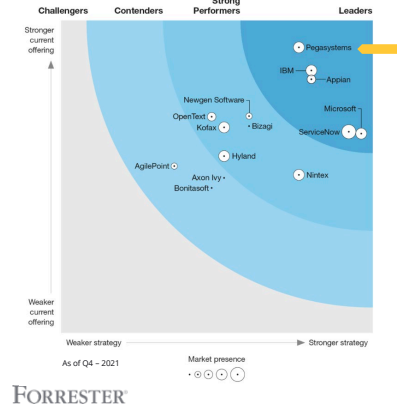 Strong
Challengers Contenders Performers Leaders
Stronger
current
offering
Pegasystems
IBM
Appian
Newgen Software
Microsoft
OpenText
Kofax
Bizagi
ServiceNow
Hyland
AgilePoint
Axon Ivy
Nintex
Bonitasoft
Weaker
current
offering
Weaker strategy Stronger strategy
As of Q4 – 2021
Market presence
FORRESTER®